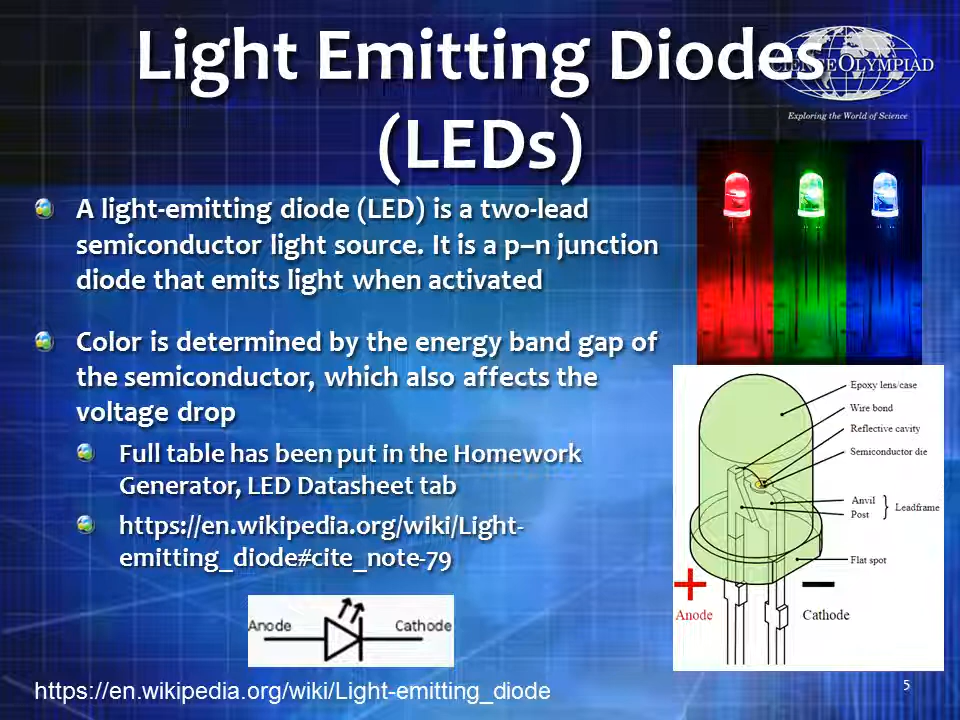 Light Emitting Diodes
(LEDs)
OLYMPIAD
Exploring the World of Science
A light-emitting diode (LED) is a two-lead
semiconductor light source. It is a p–n junction
diode that emits light when activated
Color is determined by the energy band gap of
the semiconductor, which also affects the
voltage drop
Full table has been put in the Homework
Generator, LED Datasheet tab
https://en.wikipedia.org/wiki/Light-
emitting_diode#cite_note-79
Epoxy lens/case
Wire bond
Reflective cavity
Semiconductor die
Anvil
Post
Leadframe
Flat spot
+ −
Anode
Cathode
Anode
Cathode
https://en.wikipedia.org/wiki/Light-emitting_diode
5